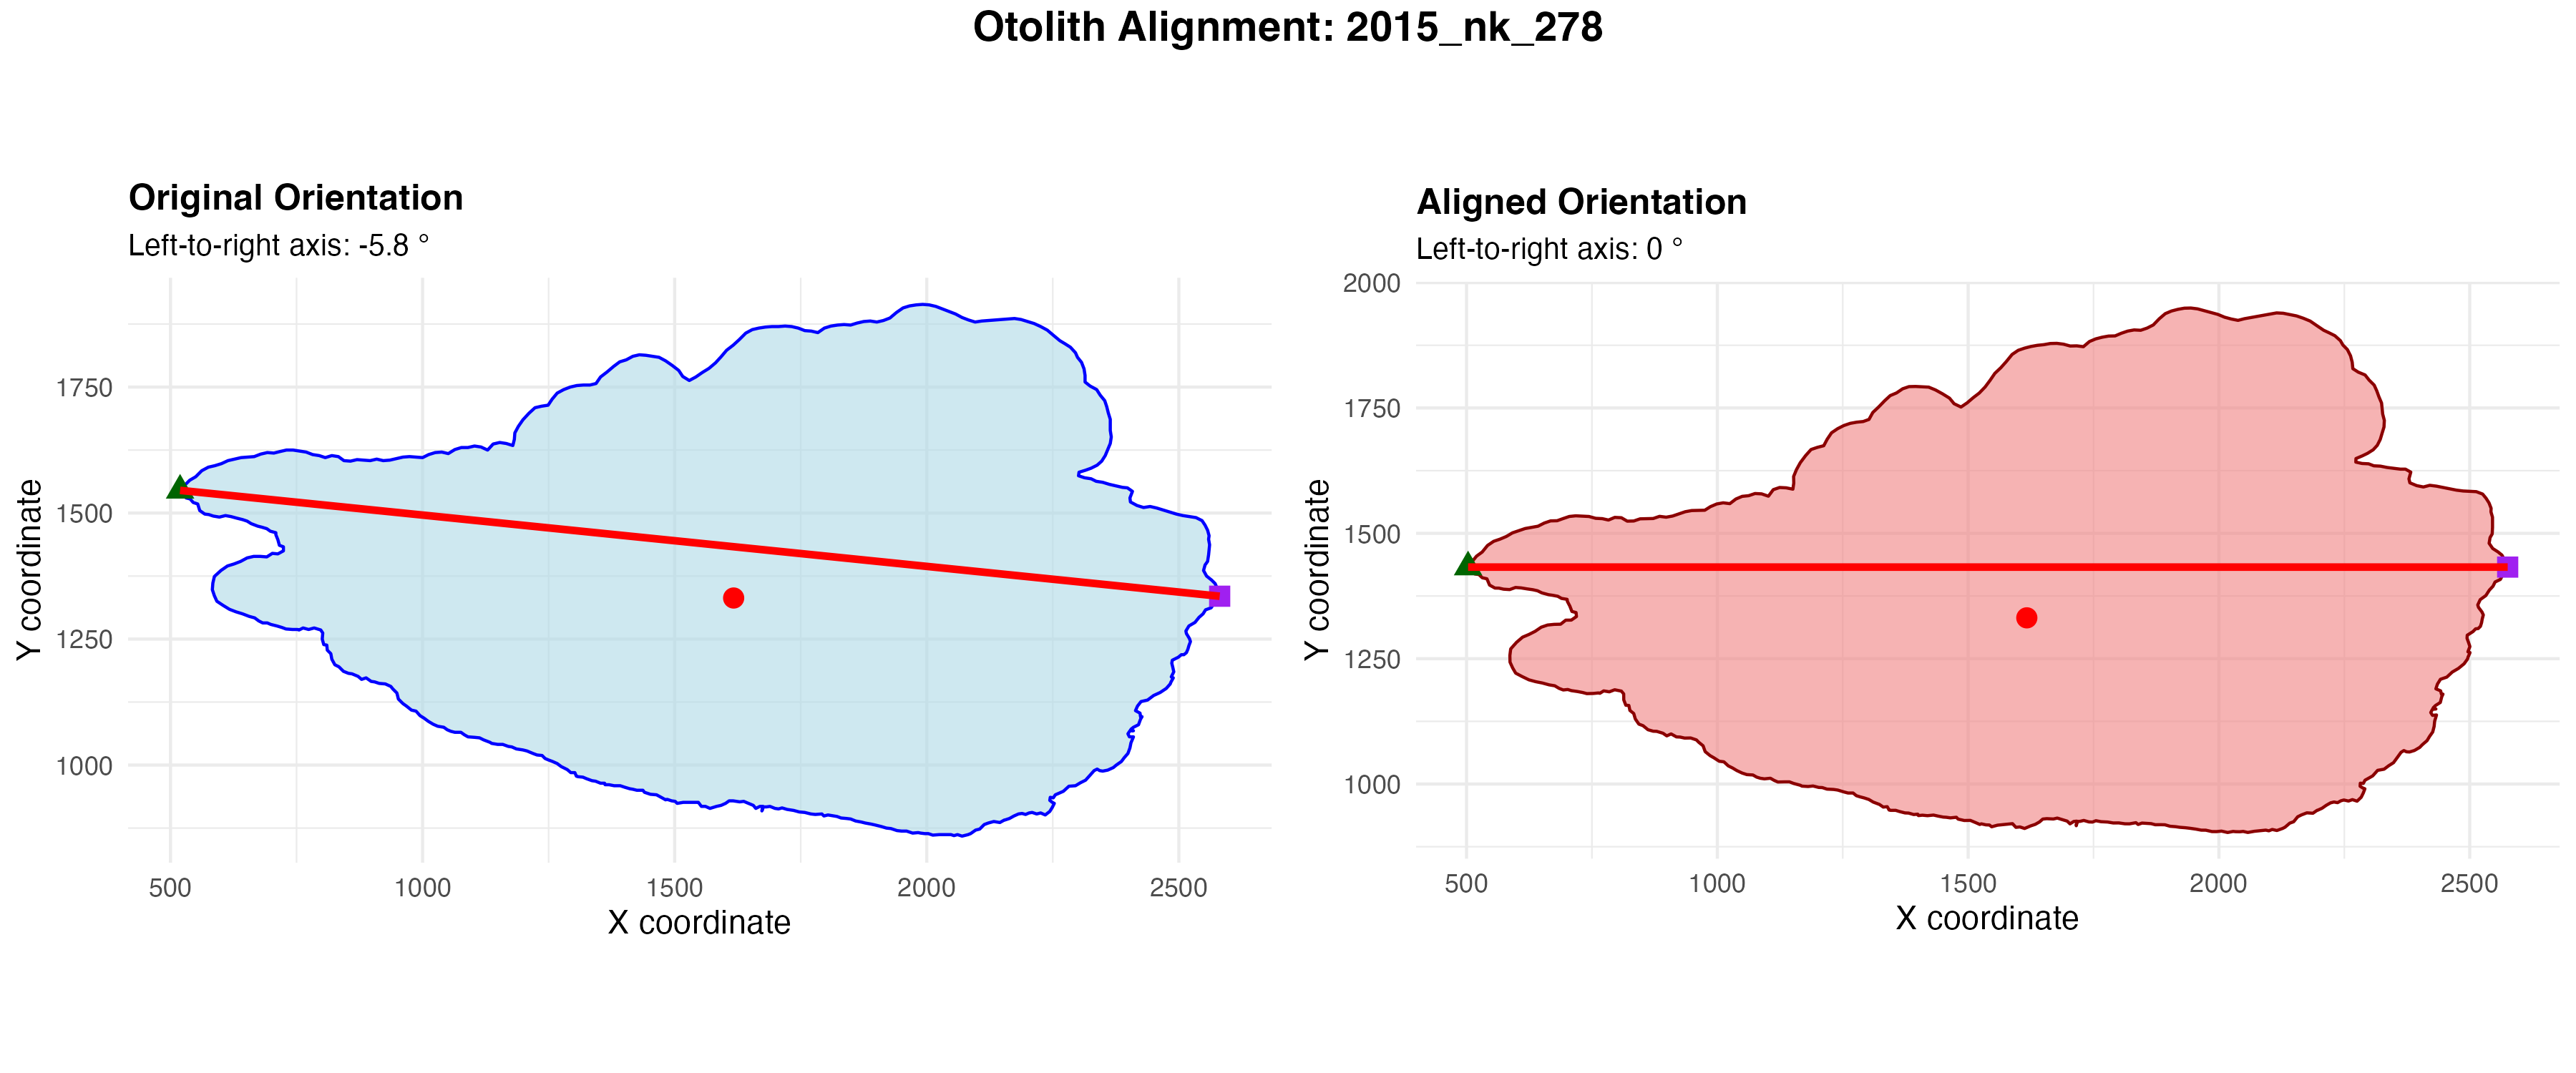 Otolith Alignment: 2015_nk_278
Original Orientation
Left-to-right axis: -5.8 °
1750
1500
1250
1000
Y coordinate
500 1000 1500 2000 2500
X coordinate
Aligned Orientation
Left-to-right axis: 0 °
2000
1750
1500
1250
1000
Y coordinate
500 1000 1500 2000 2500
X coordinate